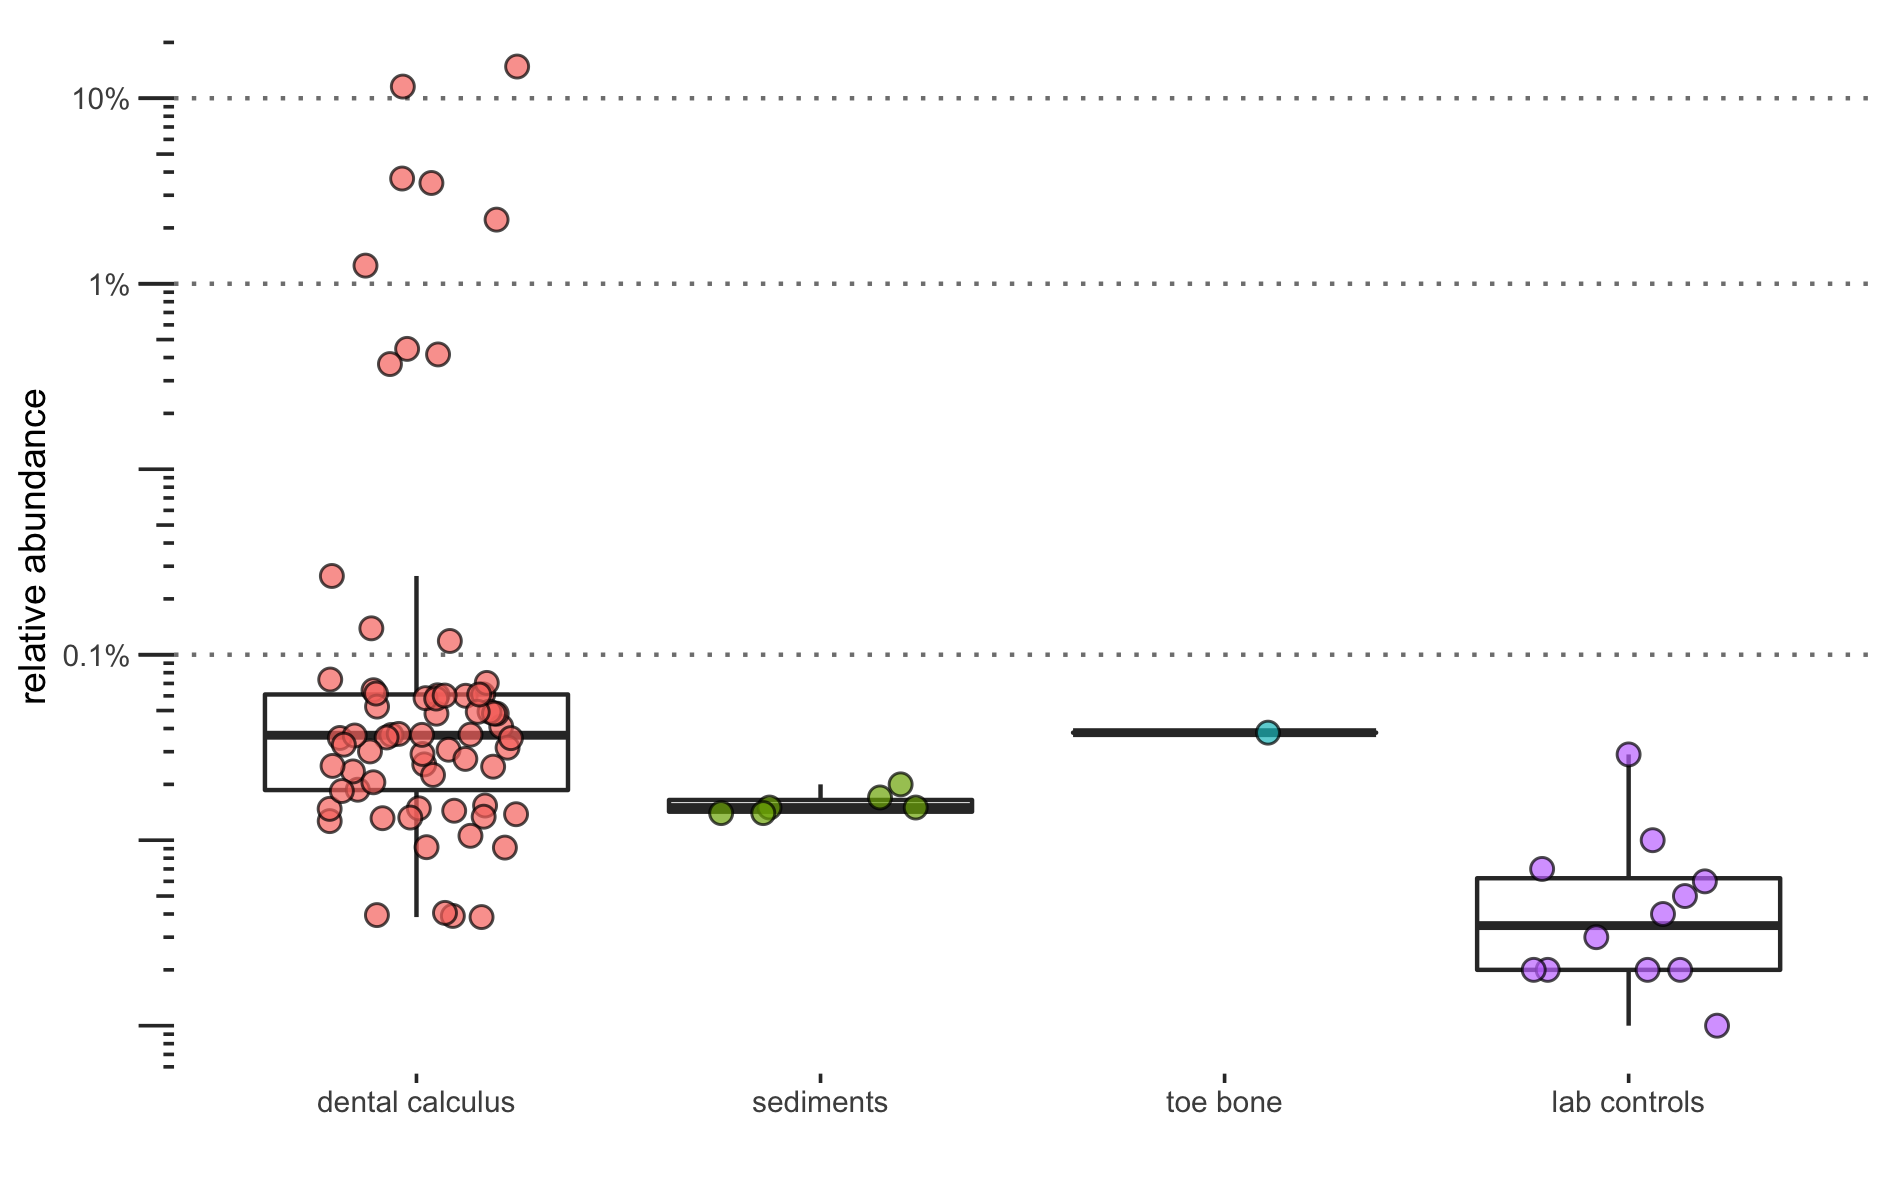 relative abundance
10%
1%
0.1%
dental calculus
sediments
toe bone
lab controls